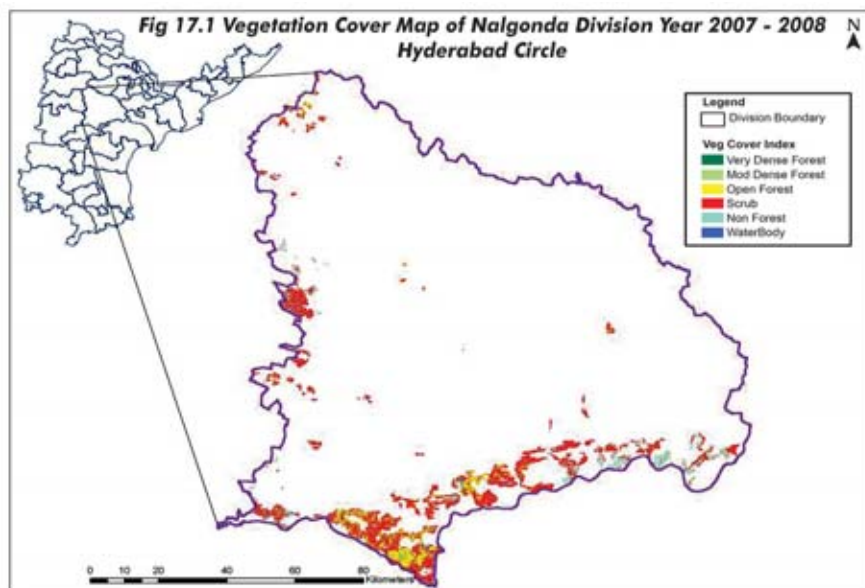 Fig 17.1 Vegetation Cover Map of Nalgonda Division Year 2007 - 2008
Hyderabad Circle
N
Legend
Division Boundary
Veg Cover Index
Very Dense Forest
Mod Dense Forest
Open Forest
Scrub
Non Forest
WaterBody
0 20 40 60 80
Kilometers